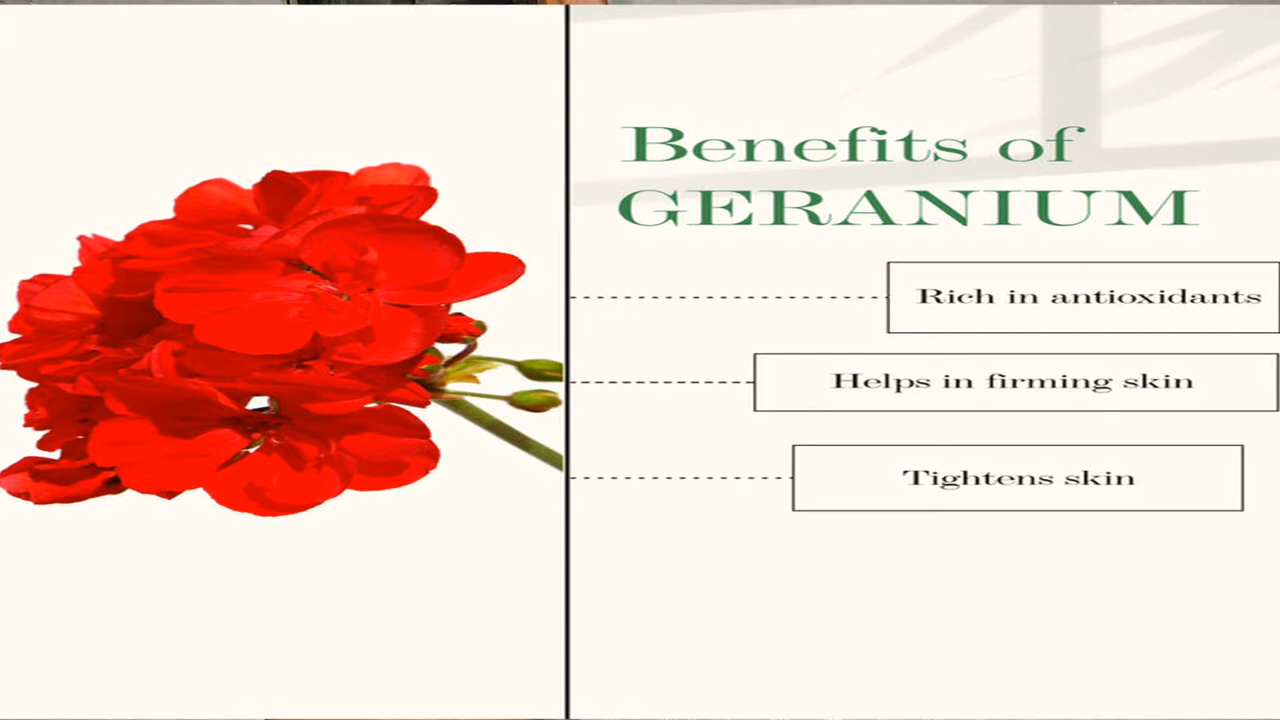 Benefits of
GERANIUM
Rich in antioxidants
Helps in firming skin
Tightens skin